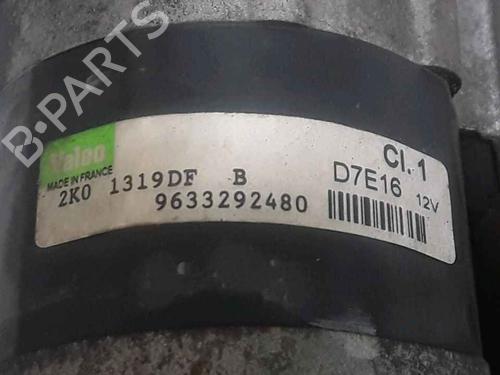 B-PARTS
Valeo
MADE IN FRANCE
2K0 1319DF B
9633292480
Cl. 1
D7E16 12V